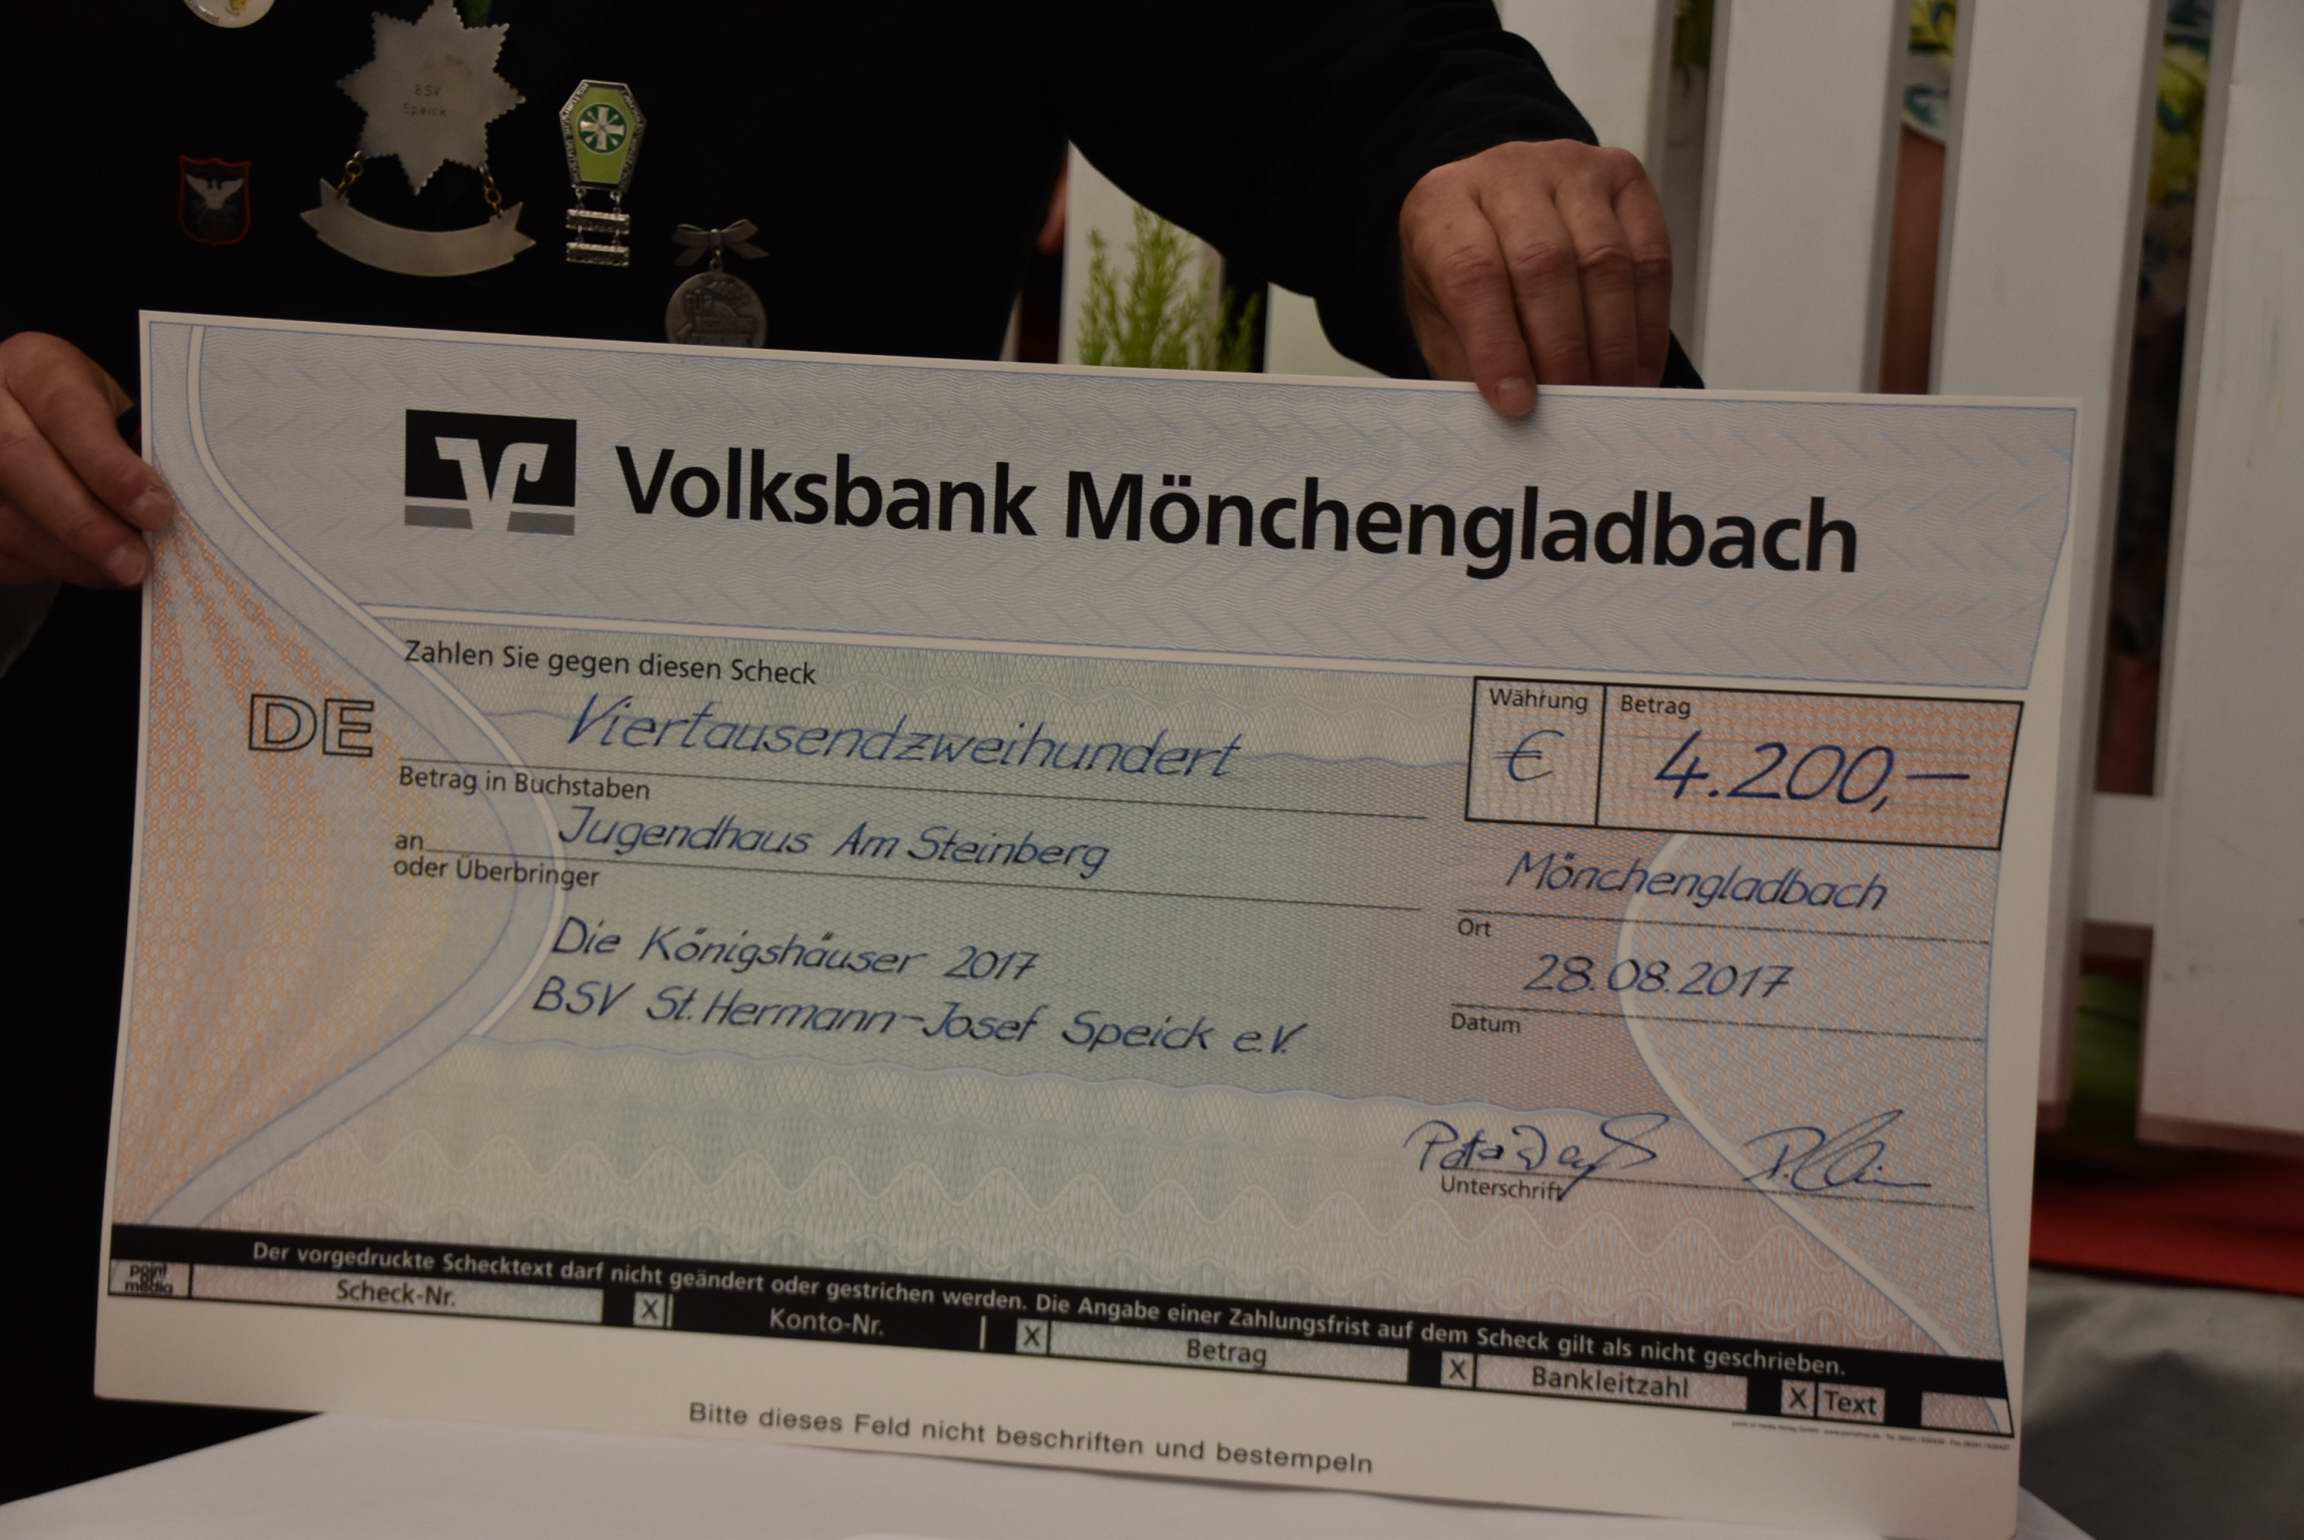 BSV
Speick
Volksbank Mönchengladbach
Zahlen Sie gegen diesen Scheck
Währung
Betrag
DE
Viertausendzweihundert
€
4.200,—
Betrag in Buchstaben
an
Jugendhaus Am Steinberg
oder Überbringer
Mönchengladbach
Ort
Die Königshäuser 2017
28.08.2017
BSV St. Hermann-Josef Speick e.V.
Datum
Unterschrift
Der vorgedruckte Schecktext darf nicht geändert oder gestrichen werden. Die Angabe einer Zahlungsfrist auf dem Scheck gilt als nicht geschrieben.
point of media
Scheck-Nr. X Konto-Nr. X Betrag X Bankleitzahl X Text
Bitte dieses Feld nicht beschriften und bestempeln